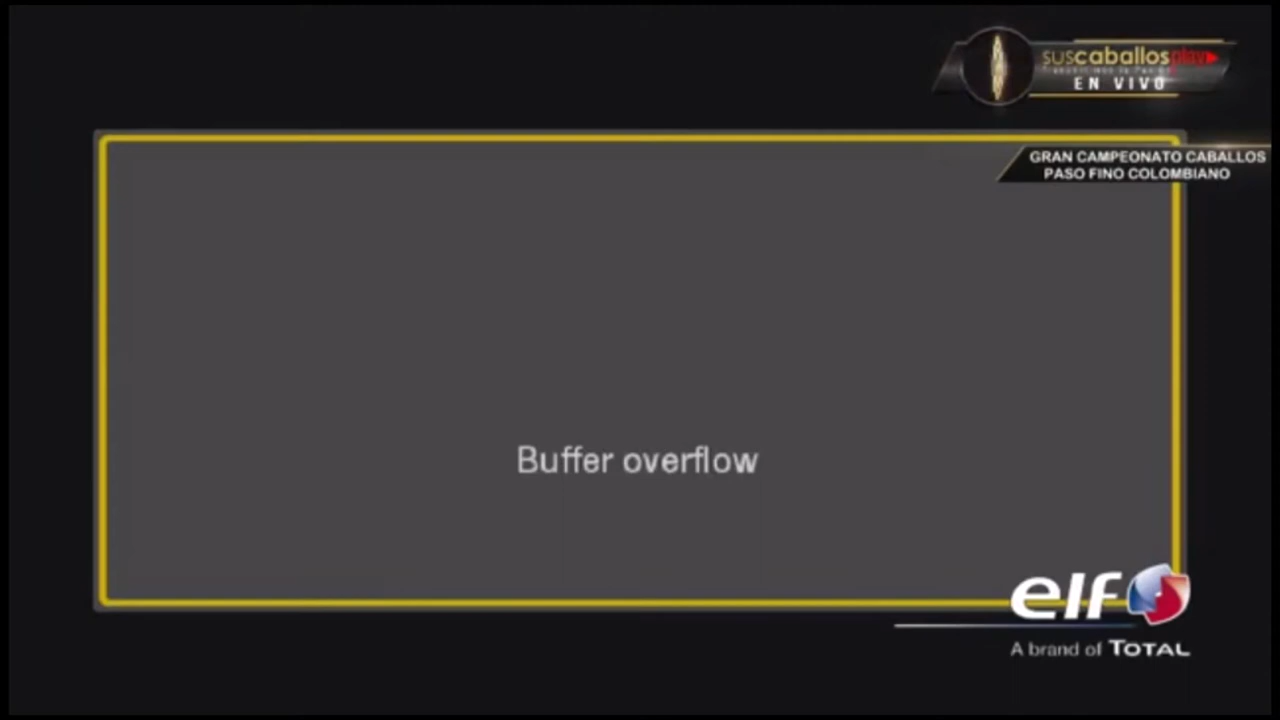 suscaballosplay
EN VIVO
GRAN CAMPEONATO CABALLOS
PASO FINO COLOMBIANO
Buffer overflow
elf
A brand of TOTAL